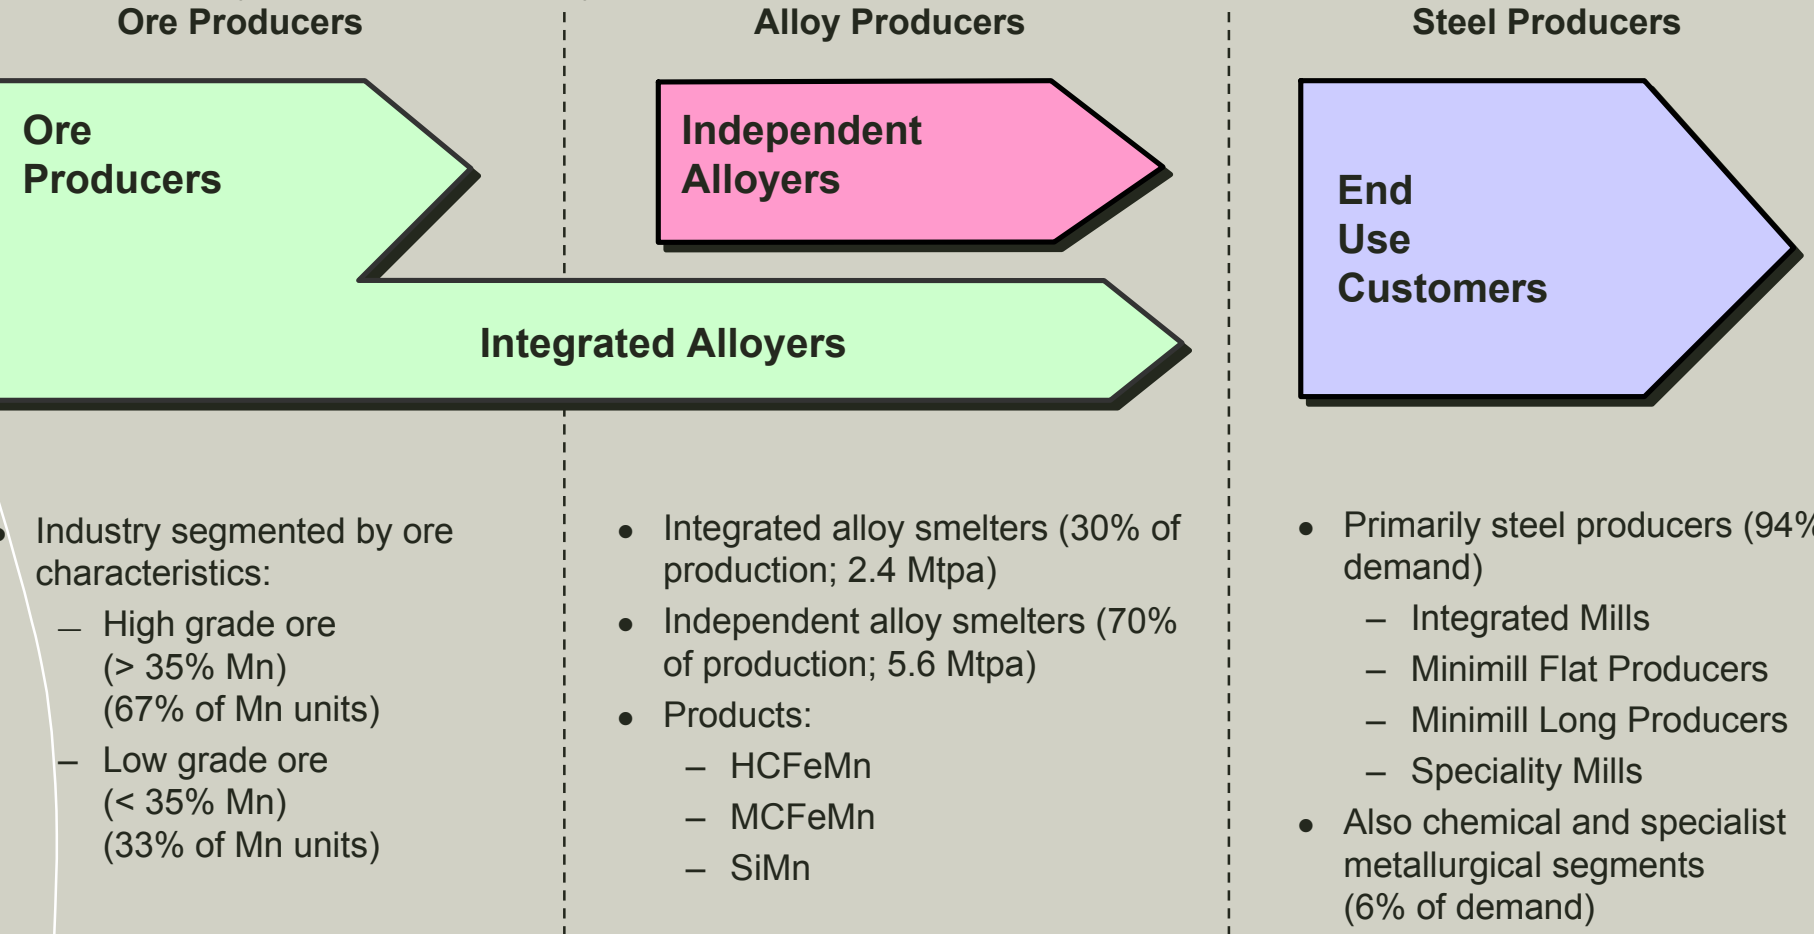 Ore Producers
Alloy Producers
Steel Producers
Ore
Producers
Independent
Alloyers
End
Use
Customers
Integrated Alloyers
● Industry segmented by ore
characteristics:
– High grade ore
(> 35% Mn)
(67% of Mn units)
– Low grade ore
(< 35% Mn)
(33% of Mn units)
● Integrated alloy smelters (30% of
production; 2.4 Mtpa)
● Independent alloy smelters (70%
of production; 5.6 Mtpa)
● Products:
– HCFeMn
– MCFeMn
– SiMn
● Primarily steel producers (94%
demand)
– Integrated Mills
– Minimill Flat Producers
– Minimill Long Producers
– Speciality Mills
● Also chemical and specialist
metallurgical segments
(6% of demand)